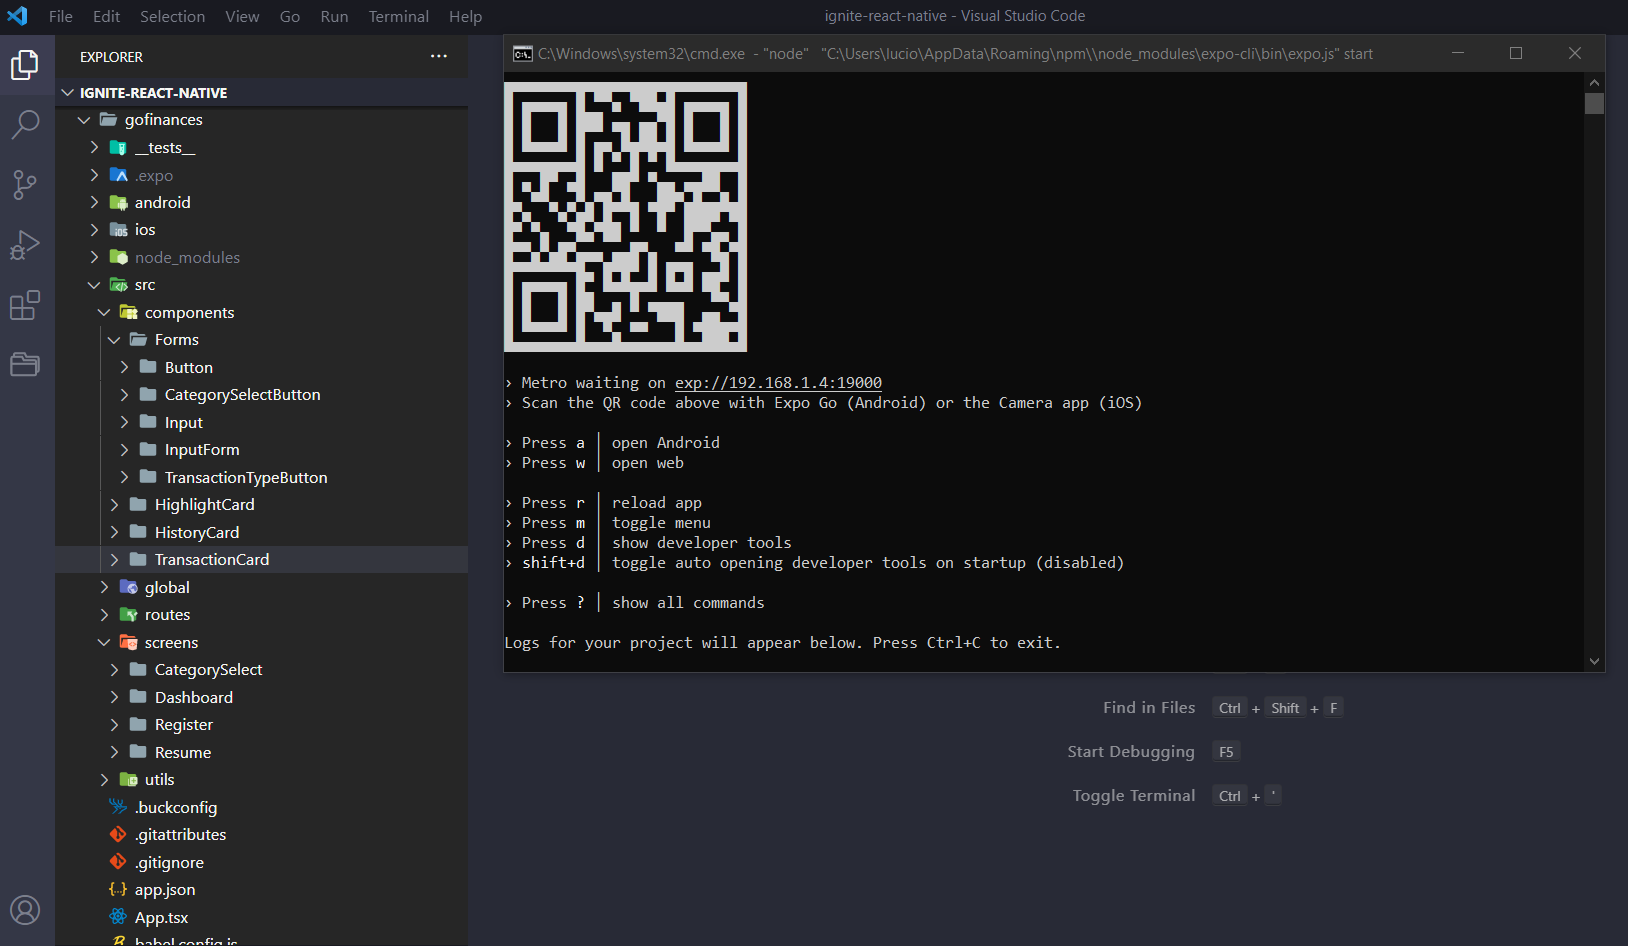 File Edit Selection View Go Run Terminal Help
ignite-react-native - Visual Studio Code
EXPLORER
IGNITE-REACT-NATIVE
gofinances
__tests__
.expo
android
ios
node_modules
src
components
Forms
Button
CategorySelectButton
Input
InputForm
TransactionTypeButton
HighlightCard
HistoryCard
TransactionCard
global
routes
screens
CategorySelect
Dashboard
Register
Resume
utils
.buckconfig
.gitattributes
.gitignore
app.json
App.tsx
babel.config.js
C:\Windows\system32\cmd.exe - "node" "C:\Users\lucio\AppData\Roaming\npm\\node_modules\expo-cli\bin\expo.js" start
› Metro waiting on exp://192.168.1.4:19000
› Scan the QR code above with Expo Go (Android) or the Camera app (iOS)
› Press a │ open Android
› Press w │ open web
› Press r │ reload app
› Press m │ toggle menu
› Press d │ show developer tools
› shift+d │ toggle auto opening developer tools on startup (disabled)
› Press ? │ show all commands
Logs for your project will appear below. Press Ctrl+C to exit.
Find in Files Ctrl + Shift + F
Start Debugging F5
Toggle Terminal Ctrl + '